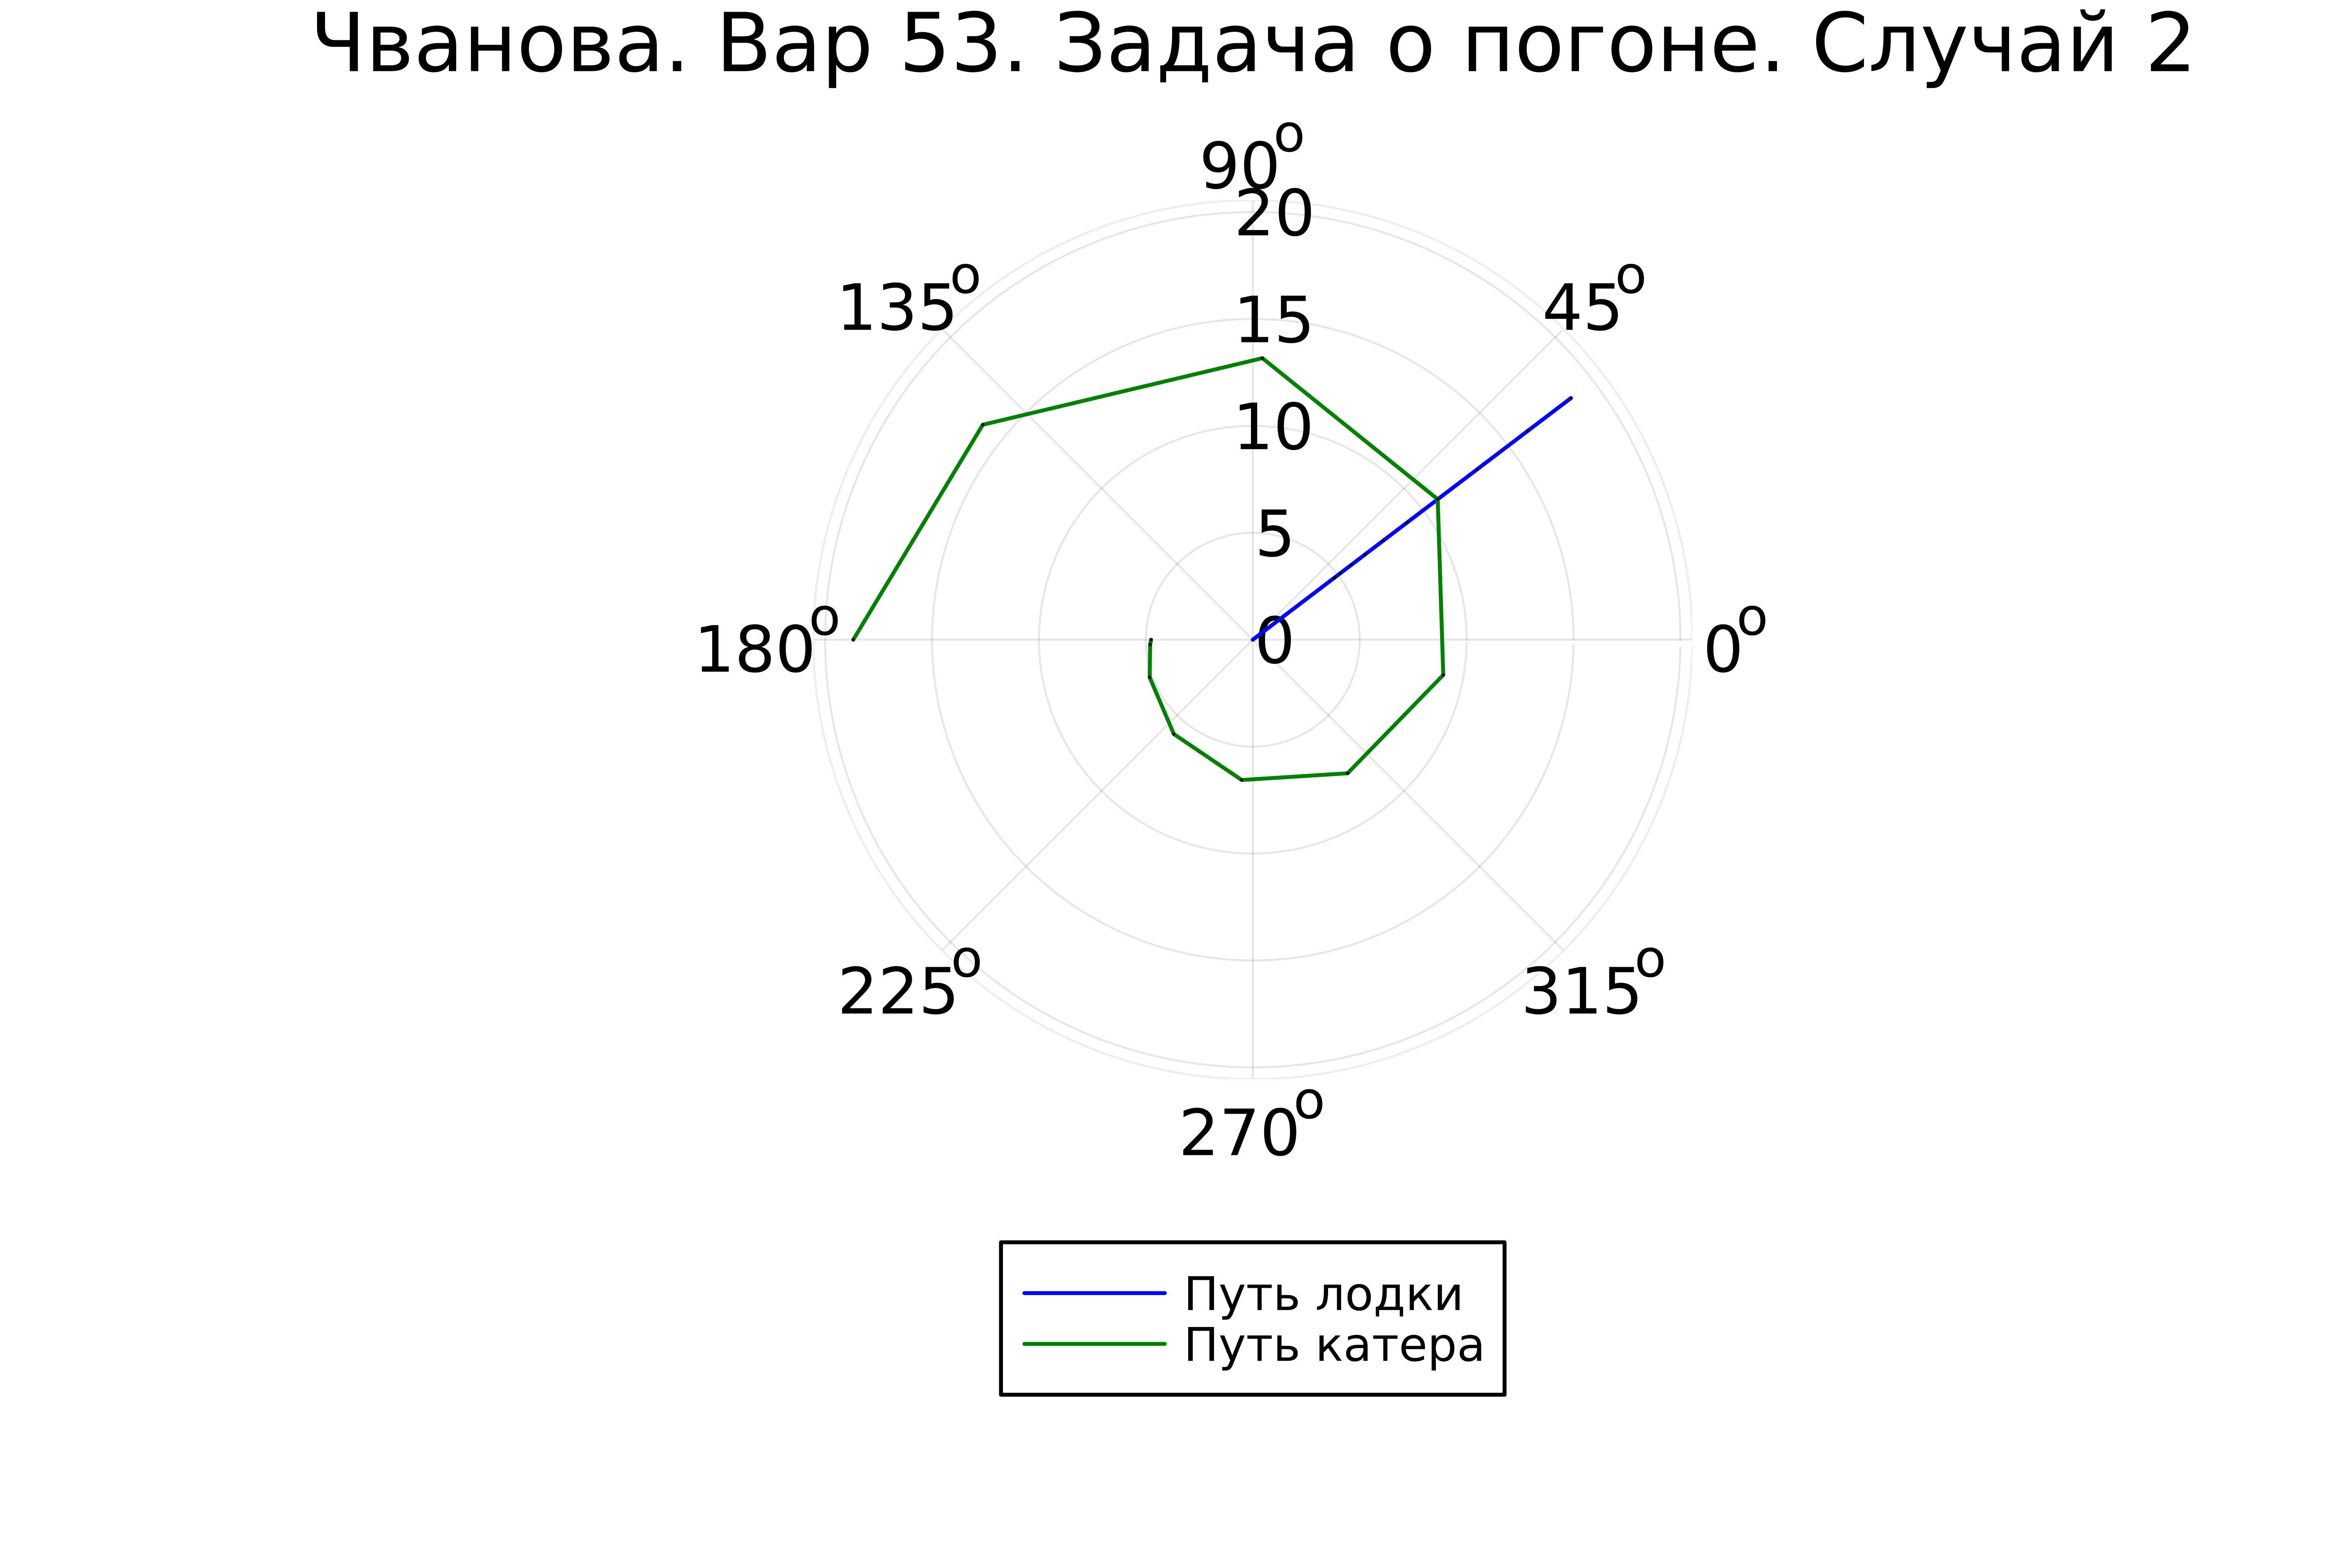 Чванова. Вар 53. Задача о погоне. Случай 2
90o
20
135o
45o
15
10
5
180o
0
0o
225o
315o
270o
Путь лодки
Путь катера